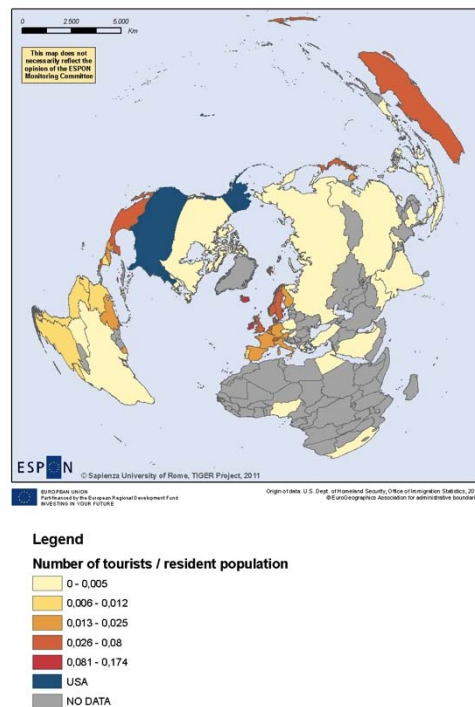 0 2.500 5.000
Km
This map does not
necessarily reflect the
opinion of the ESPON
Monitoring Committee
ESPON
© Sapienza University of Rome, TIGER Project, 2011
EUROPEAN UNION
Part-financed by the European Regional Development Fund
INVESTING IN YOUR FUTURE
Origin of data: U.S. Dept. of Homeland Security, Office of Immigration Statistics, 20
© EuroGeographics Association for administrative boundari
Legend
Number of tourists / resident population
0 - 0,005
0,006 - 0,012
0,013 - 0,025
0,026 - 0,08
0,081 - 0,174
USA
NO DATA